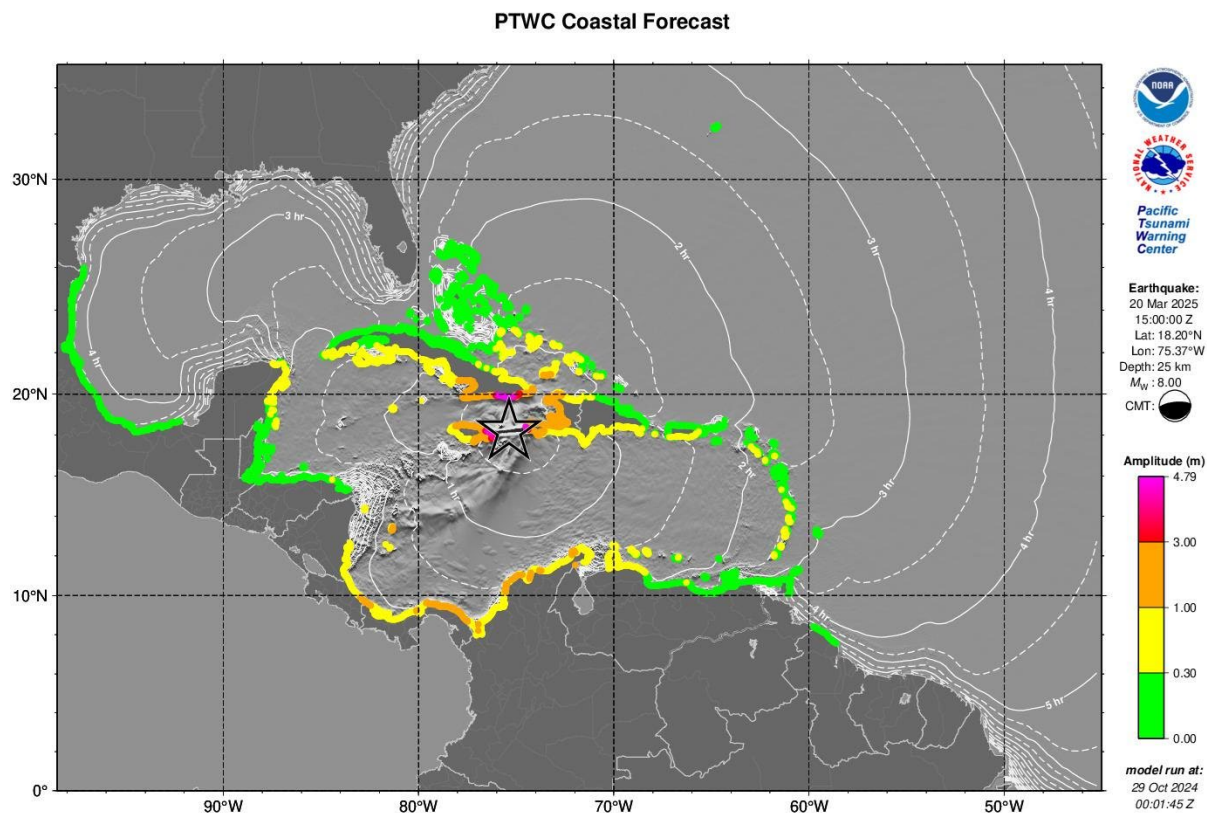 PTWC Coastal Forecast
30°N
20°N
10°N
0°
90°W
80°W
70°W
60°W
50°W
3 hr
4 hr
1 hr
2 hr
2 hr
3 hr
3 hr
4 hr
4 hr
4 hr
5 hr
NOAA
NATIONAL WEATHER SERVICE
Pacific
Tsunami
Warning
Center
Earthquake:
20 Mar 2025
15:00:00 Z
Lat: 18.20°N
Lon: 75.37°W
Depth: 25 km
Mw : 8.00
CMT:
Amplitude (m)
4.79
3.00
1.00
0.30
0.00
model run at:
29 Oct 2024
00:01:45 Z